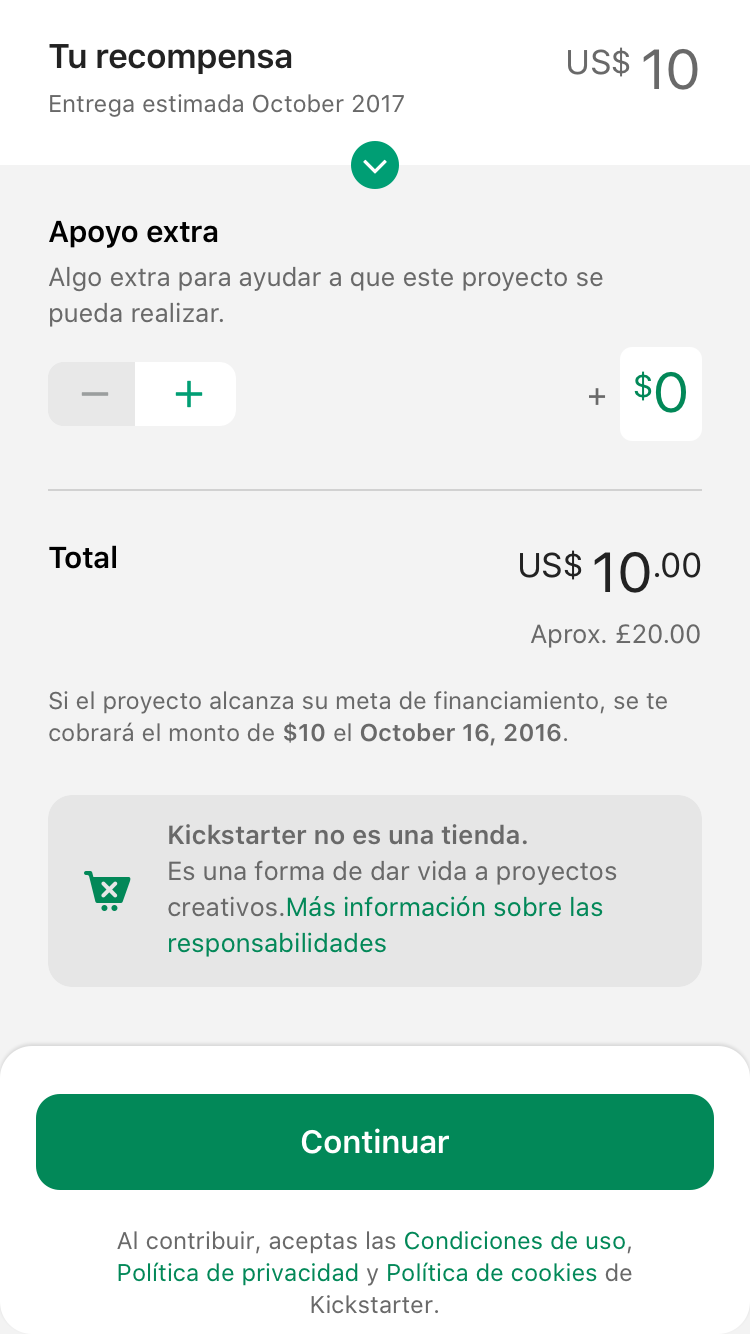 Tu recompensa
US$ 10
Entrega estimada October 2017
Apoyo extra
Algo extra para ayudar a que este proyecto se
pueda realizar.
+ $0
Total
US$ 10.00
Aprox. £20.00
Si el proyecto alcanza su meta de financiamiento, se te
cobrará el monto de $10 el October 16, 2016.
Kickstarter no es una tienda.
Es una forma de dar vida a proyectos
creativos.Más información sobre las
responsabilidades
Continuar
Al contribuir, aceptas las Condiciones de uso,
Política de privacidad y Política de cookies de
Kickstarter.